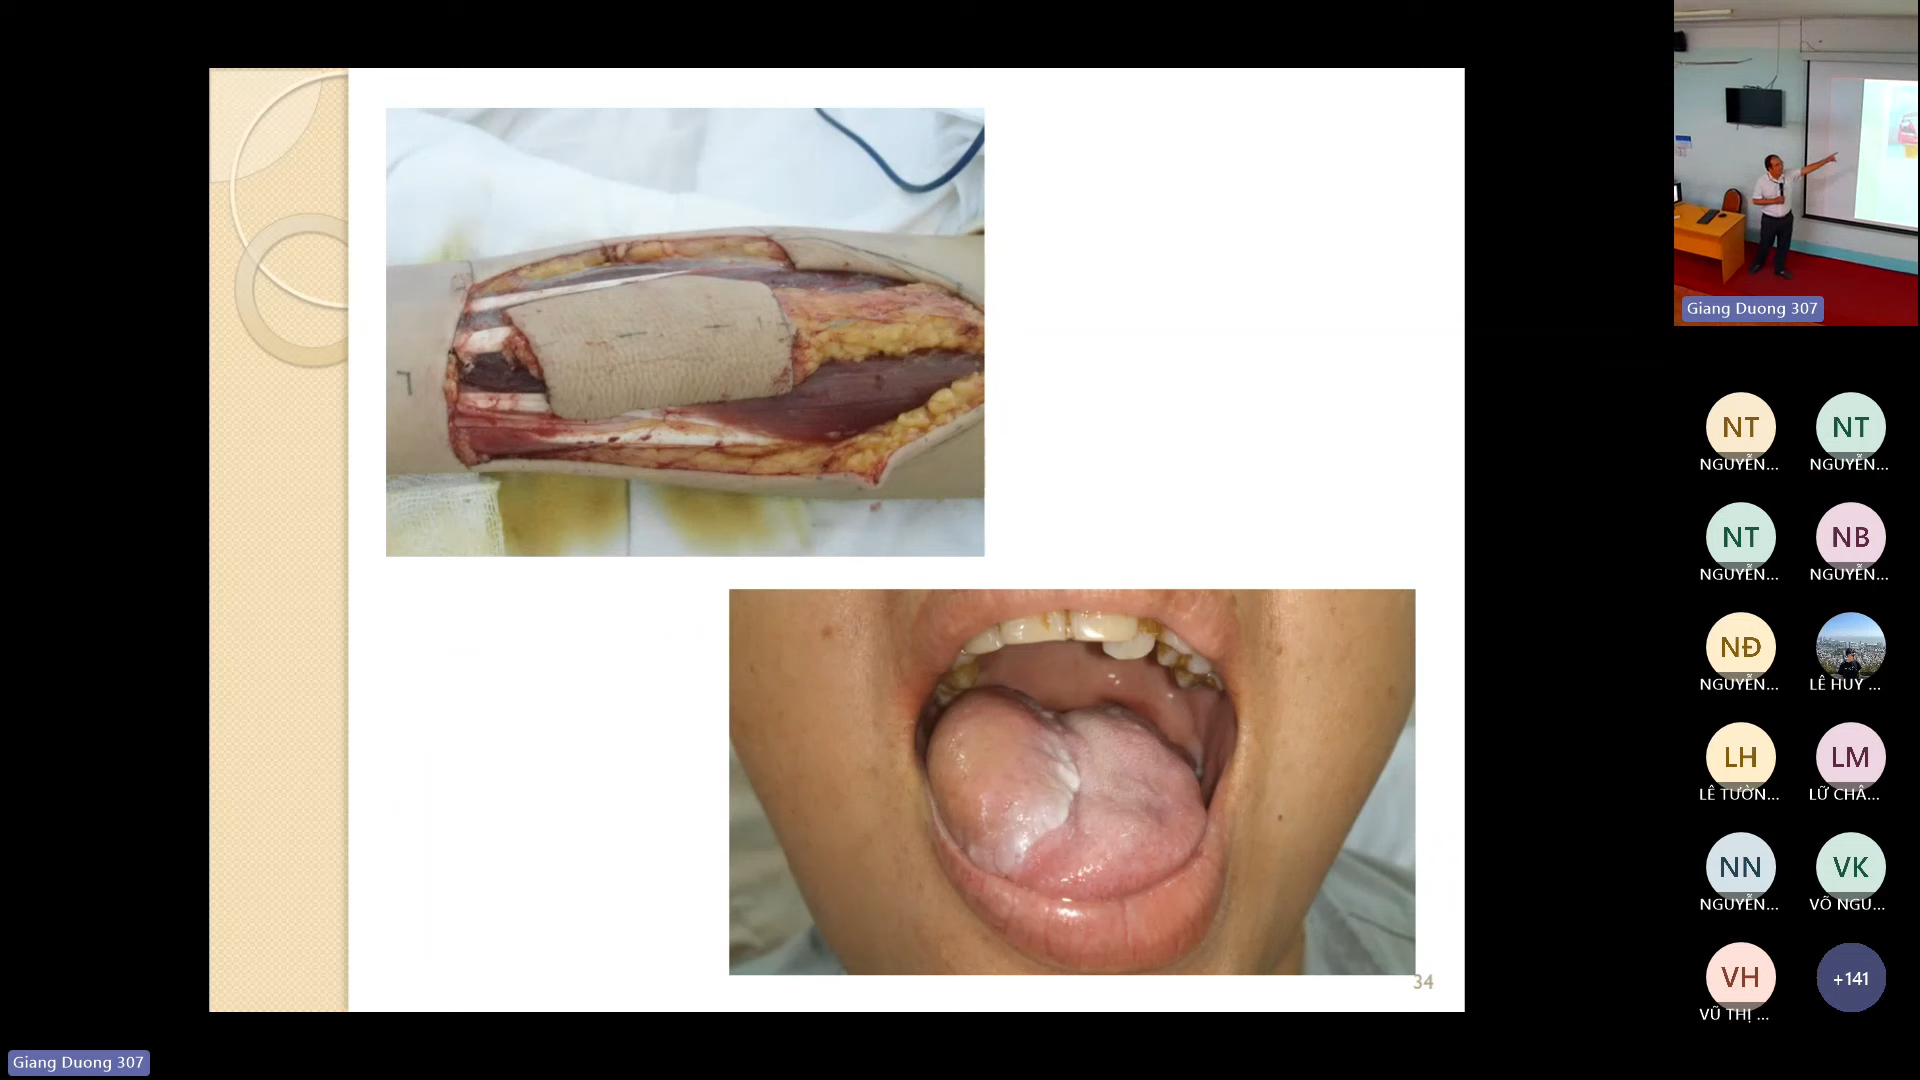 34
Giang Duong 307
NT
NGUYỄN...
NT
NGUYỄN...
NT
NGUYỄN...
NB
NGUYỄN...
NĐ
NGUYỄN...
LÊ HUY ...
LH
LÊ TƯỜN...
LM
LỮ CHÂ...
NN
NGUYỄN...
VK
VÕ NGU...
VH
VŨ THỊ ...
+141
Giang Duong 307